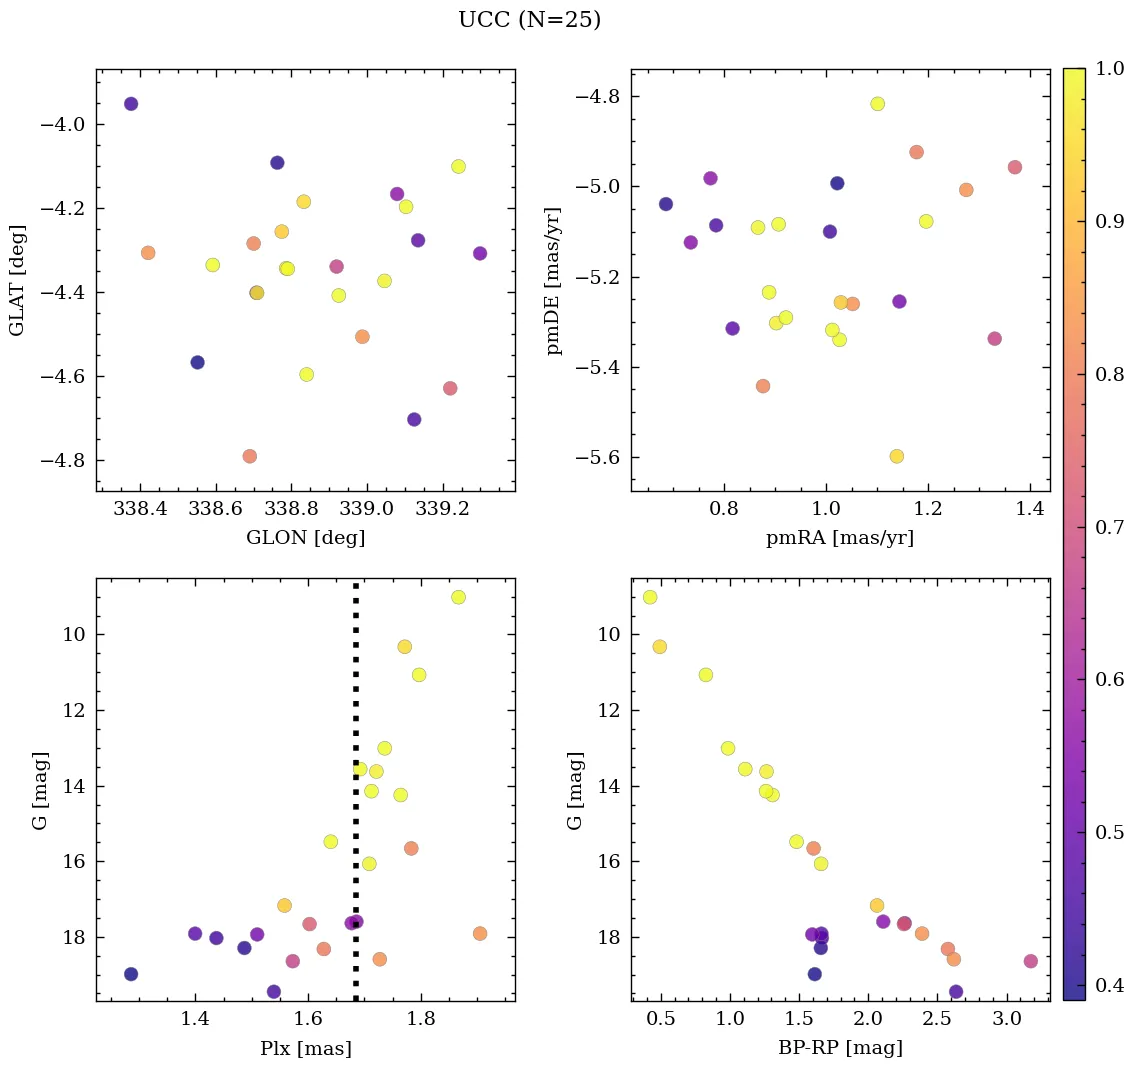 UCC (N=25)
−4.0
−4.2
−4.4
−4.6
−4.8
GLAT [deg]
338.4 338.6 338.8 339.0 339.2
GLON [deg]
−4.8
−5.0
−5.2
−5.4
−5.6
pmDE [mas/yr]
0.8 1.0 1.2 1.4
pmRA [mas/yr]
10
12
14
16
18
G [mag]
1.4 1.6 1.8
Plx [mas]
10
12
14
16
18
G [mag]
0.5 1.0 1.5 2.0 2.5 3.0
BP-RP [mag]
1.0
0.9
0.8
0.7
0.6
0.5
0.4